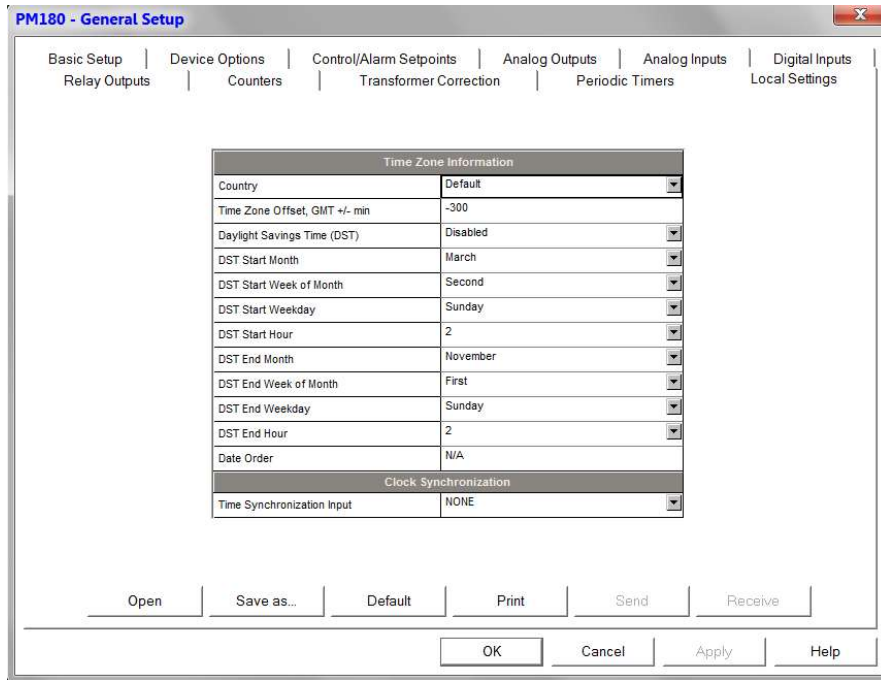 PM180 - General Setup
Basic Setup | Device Options | Control/Alarm Setpoints | Analog Outputs | Analog Inputs | Digital Inputs |
Relay Outputs | Counters | Transformer Correction | Periodic Timers Local Settings
Time Zone Information
Country Default
Time Zone Offset, GMT +/- min -300
Daylight Savings Time (DST) Disabled
DST Start Month March
DST Start Week of Month Second
DST Start Weekday Sunday
DST Start Hour 2
DST End Month November
DST End Week of Month First
DST End Weekday Sunday
DST End Hour 2
Date Order N/A
Clock Synchronization
Time Synchronization Input NONE
Open Save as... Default Print Send Receive
OK Cancel Apply Help